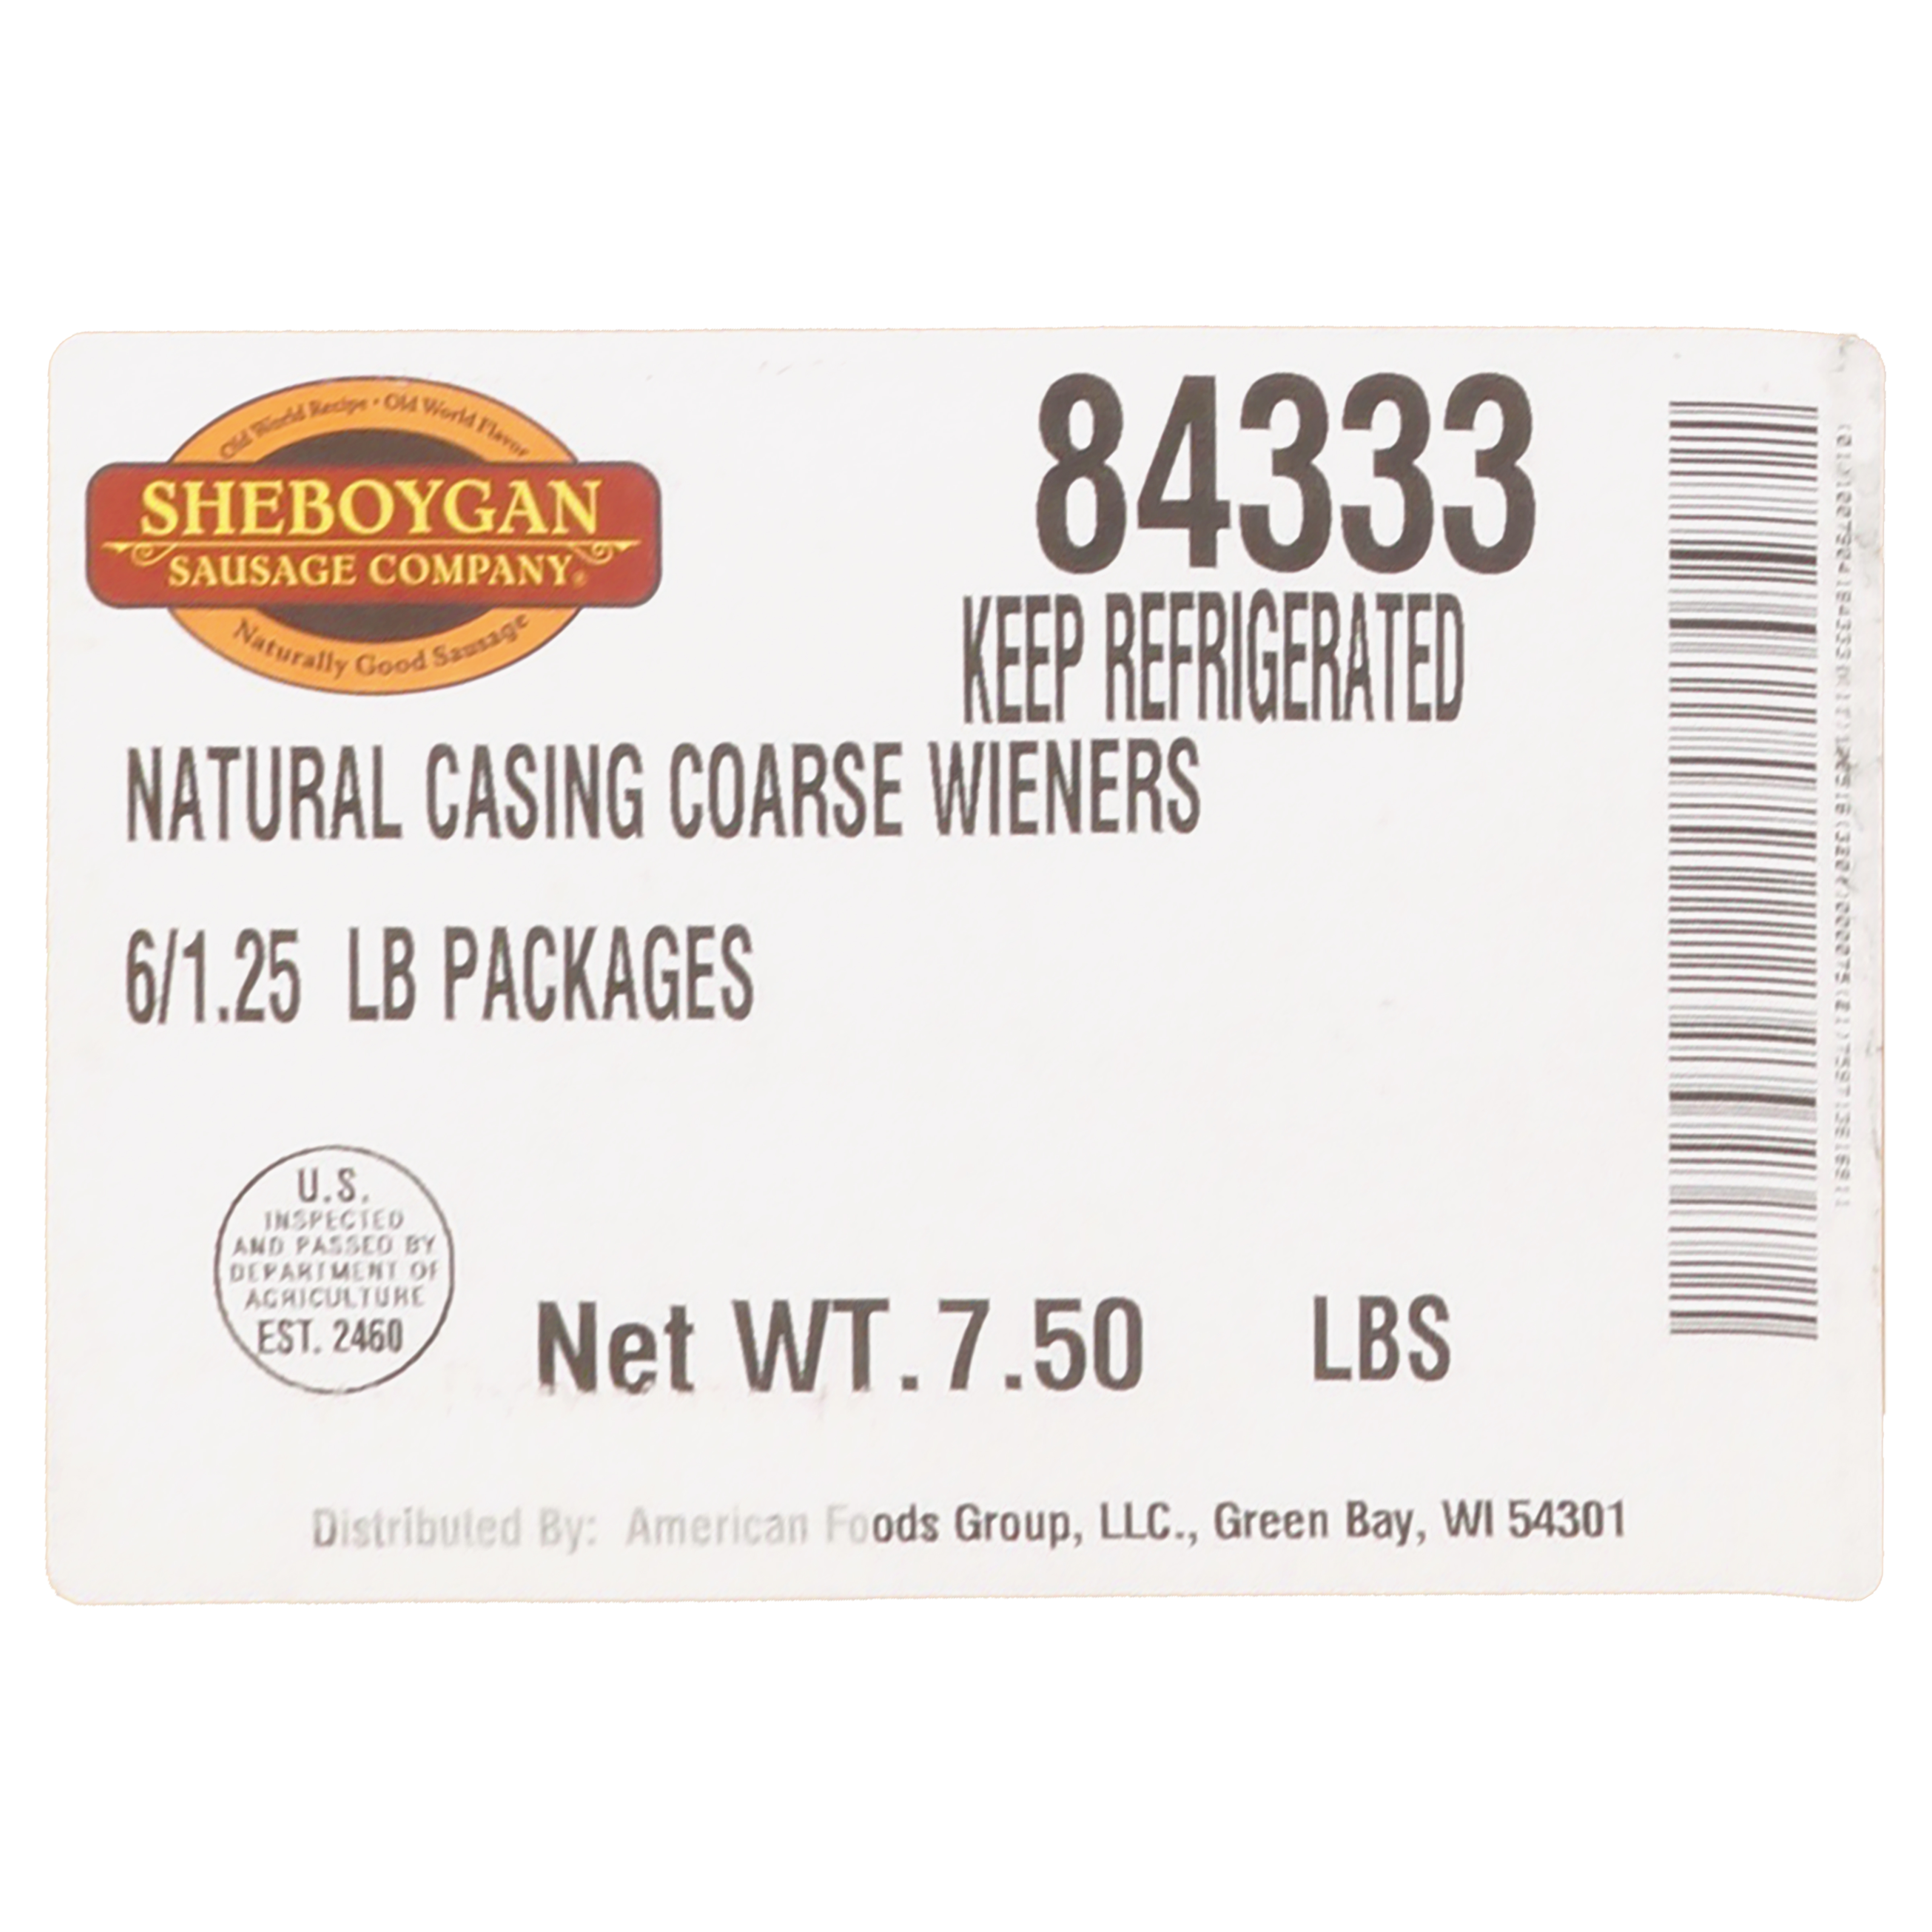 Old World Recipe • Old World Flavor
SHEBOYGAN
SAUSAGE COMPANY®
Naturally Good Sausage
84333
KEEP REFRIGERATED
NATURAL CASING COARSE WIENERS
6/1.25 LB PACKAGES
U.S.
INSPECTED
AND PASSED BY
DEPARTMENT OF
AGRICULTURE
EST. 2460
Net WT. 7.50 LBS
Distributed By: American Foods Group, LLC., Green Bay, WI 54301